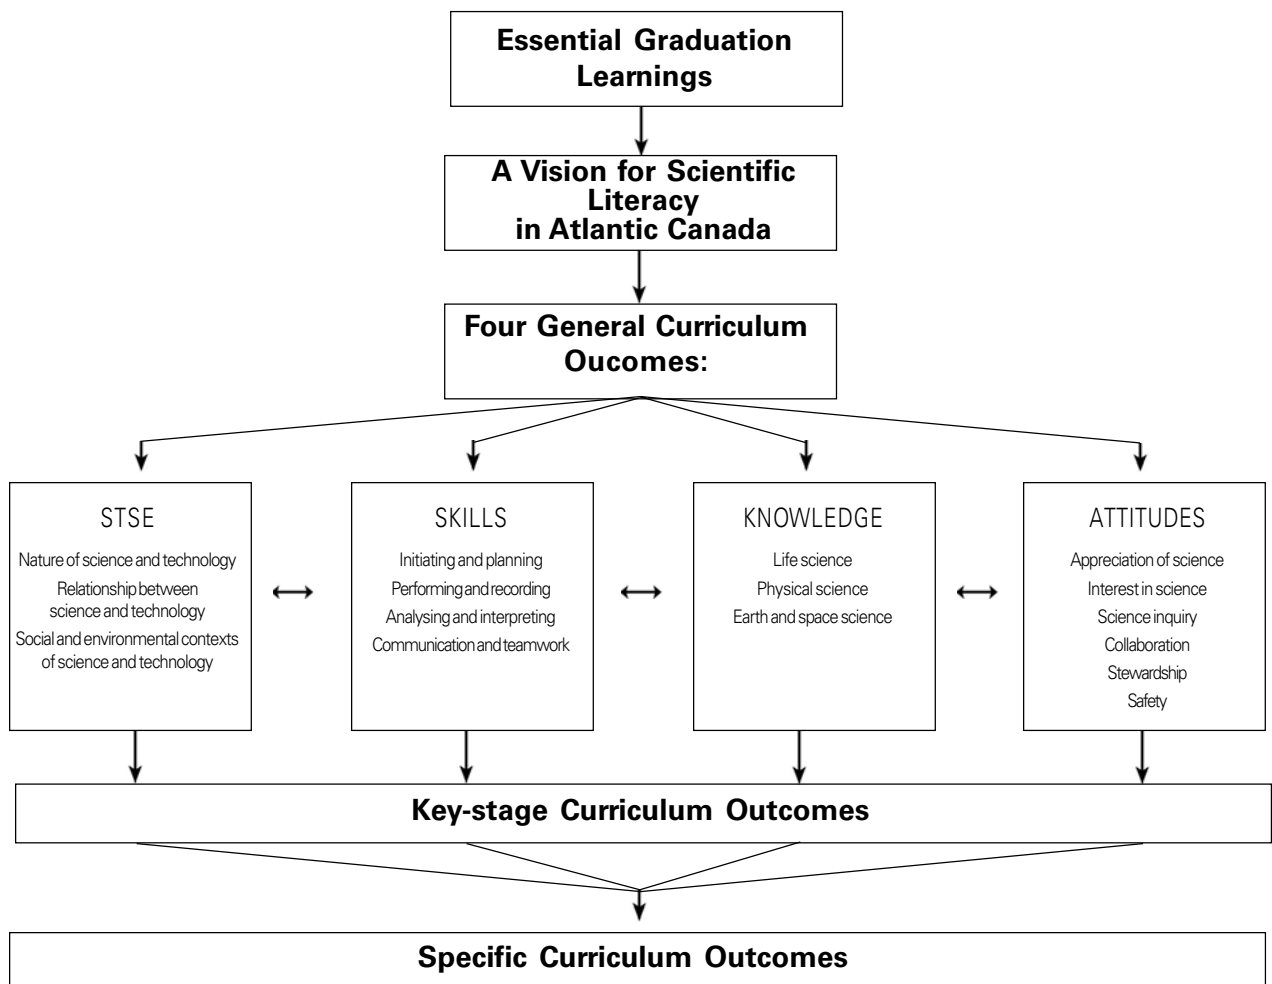 Essential Graduation
Learnings
A Vision for Scientific
Literacy
in Atlantic Canada
Four General Curriculum
Oucomes:
STSE
Nature of science and technology
Relationship between
science and technology
Social and environmental contexts
of science and technology
SKILLS
Initiating and planning
Performing and recording
Analysing and interpreting
Communication and teamwork
KNOWLEDGE
Life science
Physical science
Earth and space science
ATTITUDES
Appreciation of science
Interest in science
Science inquiry
Collaboration
Stewardship
Safety
Key-stage Curriculum Outcomes
Specific Curriculum Outcomes